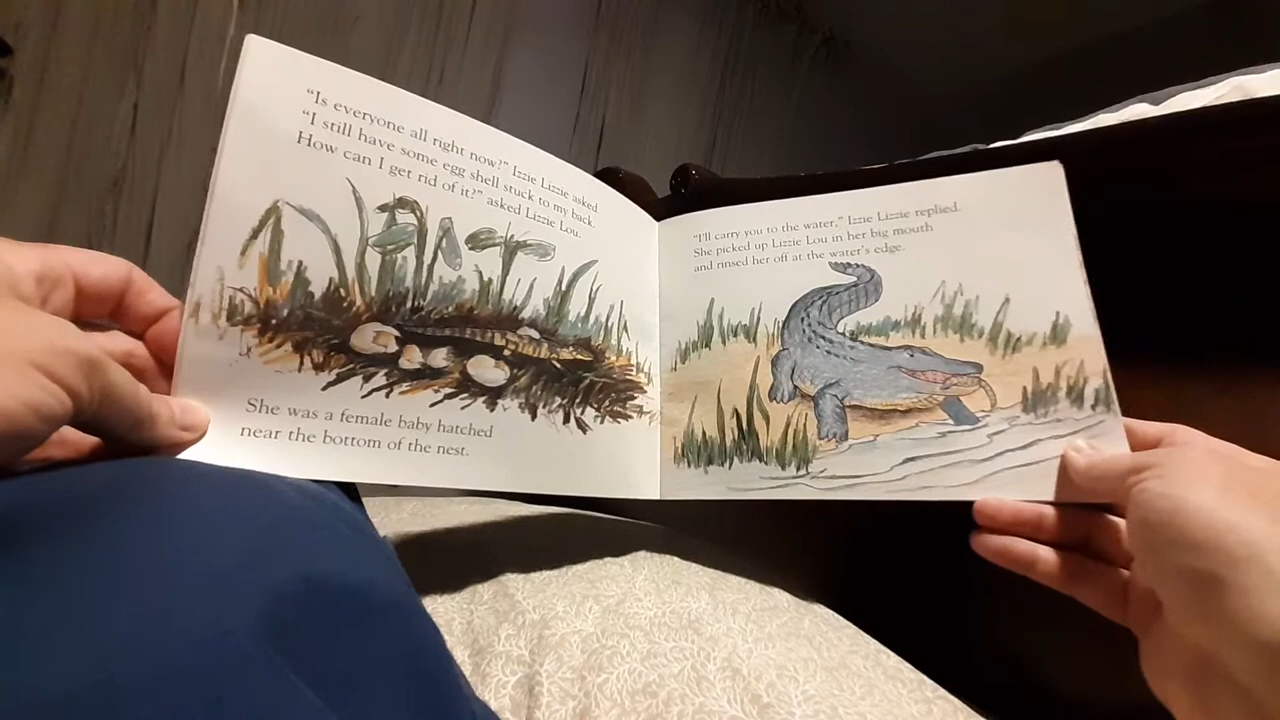 "Is everyone all right now?" Izzie Lizzie asked.
"I still have some egg shell stuck to my back.
How can I get rid of it?" asked Lizzie Lou.
She was a female baby hatched
near the bottom of the nest.
"I'll carry you to the water," Izzie Lizzie replied.
She picked up Lizzie Lou in her big mouth
and rinsed her off at the water's edge.